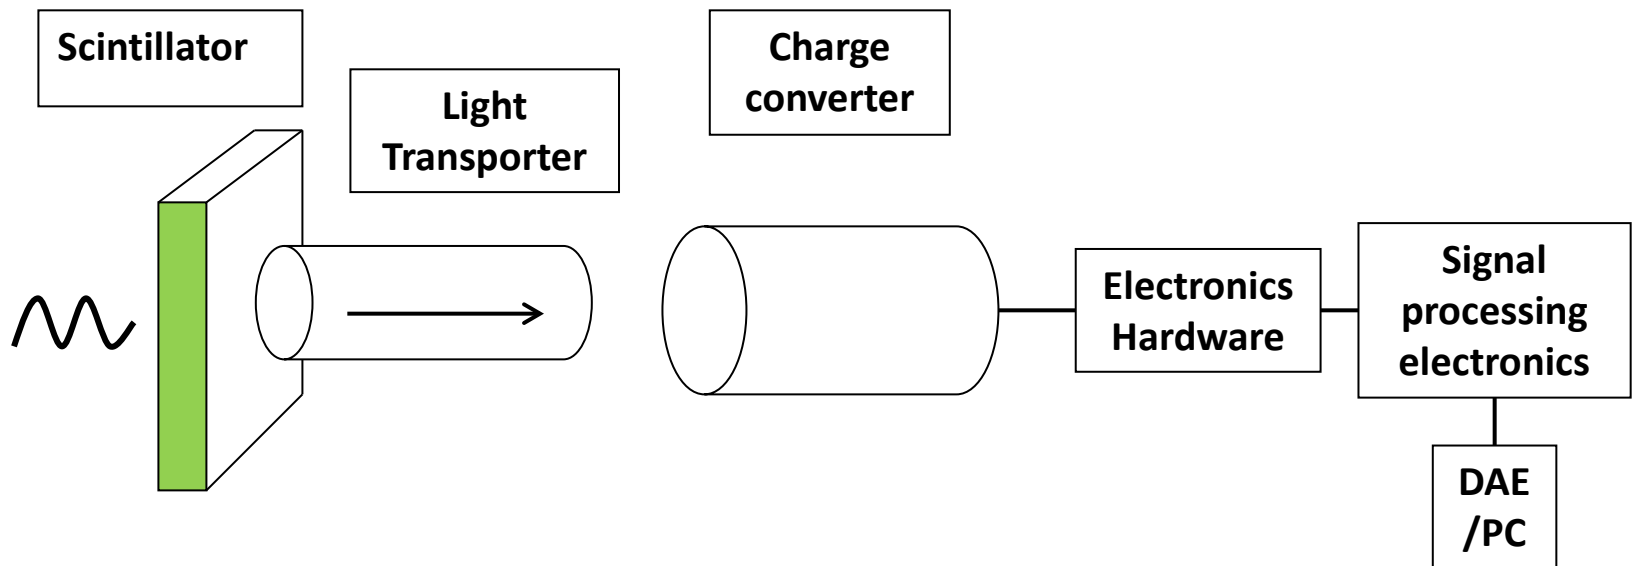 Scintillator
Light
Transporter
Charge
converter
Electronics
Hardware
Signal
processing
electronics
DAE
/PC